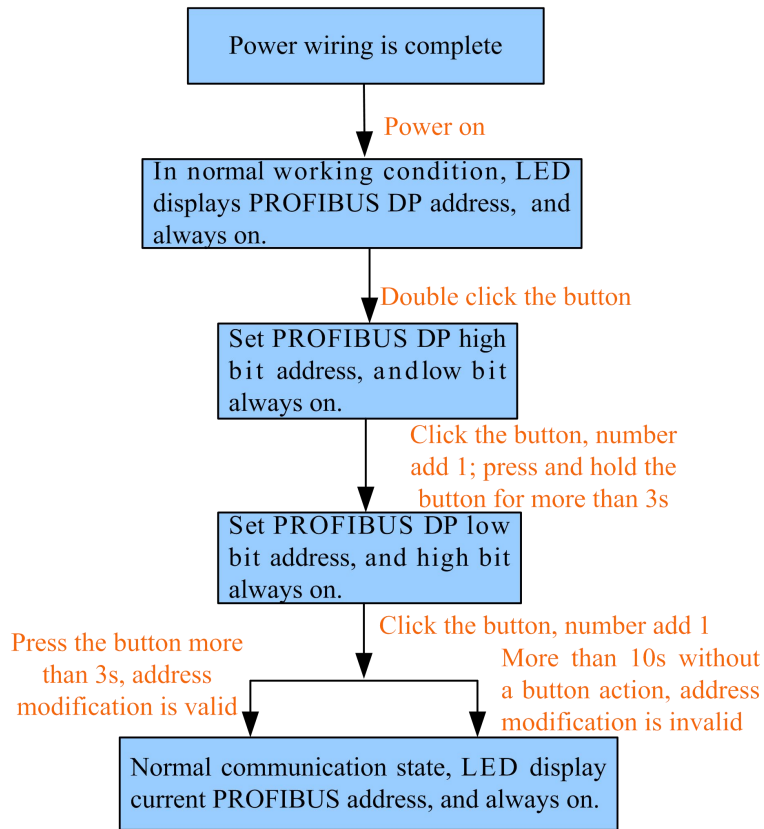 Power wiring is complete
Power on
In normal working condition, LED
displays PROFIBUS DP address, and
always on.
Double click the button
Set PROFIBUS DP high
bit address, andlow bit
always on.
Click the button, number
add 1; press and hold the
button for more than 3s
Set PROFIBUS DP low
bit address, and high bit
always on.
Click the button, number add 1
Press the button more
than 3s, address
modification is valid
More than 10s without
a button action, address
modification is invalid
Normal communication state, LED display
current PROFIBUS address, and always on.